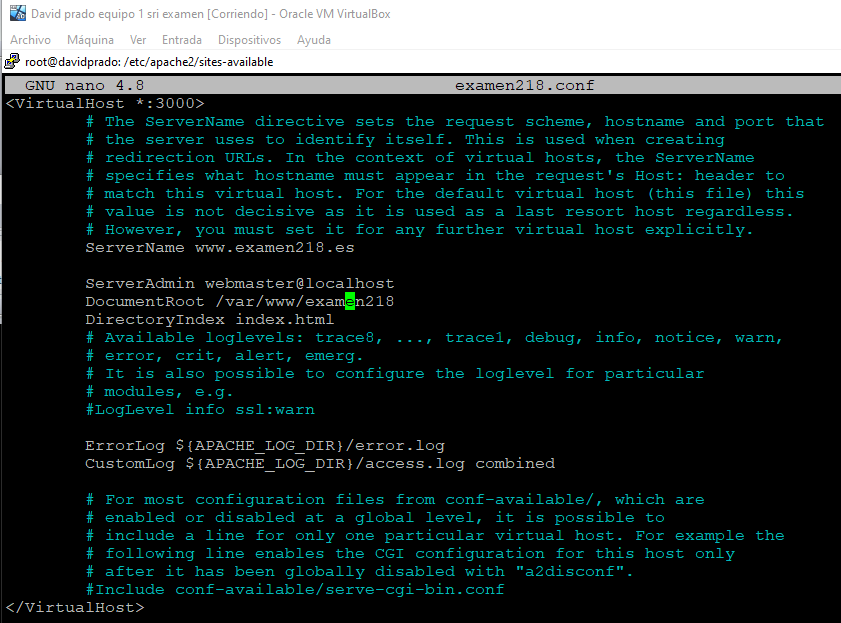 David prado equipo 1 sri examen [Corriendo] - Oracle VM VirtualBox
Archivo Máquina Ver Entrada Dispositivos Ayuda
root@davidprado: /etc/apache2/sites-available
GNU nano 4.8 examen218.conf
<VirtualHost *:3000>
# The ServerName directive sets the request scheme, hostname and port that
# the server uses to identify itself. This is used when creating
# redirection URLs. In the context of virtual hosts, the ServerName
# specifies what hostname must appear in the request's Host: header to
# match this virtual host. For the default virtual host (this file) this
# value is not decisive as it is used as a last resort host regardless.
# However, you must set it for any further virtual host explicitly.
ServerName www.examen218.es
ServerAdmin webmaster@localhost
DocumentRoot /var/www/examen218
DirectoryIndex index.html
# Available loglevels: trace8, ..., trace1, debug, info, notice, warn,
# error, crit, alert, emerg.
# It is also possible to configure the loglevel for particular
# modules, e.g.
#LogLevel info ssl:warn
ErrorLog ${APACHE_LOG_DIR}/error.log
CustomLog ${APACHE_LOG_DIR}/access.log combined
# For most configuration files from conf-available/, which are
# enabled or disabled at a global level, it is possible to
# include a line for only one particular virtual host. For example the
# following line enables the CGI configuration for this host only
# after it has been globally disabled with "a2disconf".
#Include conf-available/serve-cgi-bin.conf
</VirtualHost>